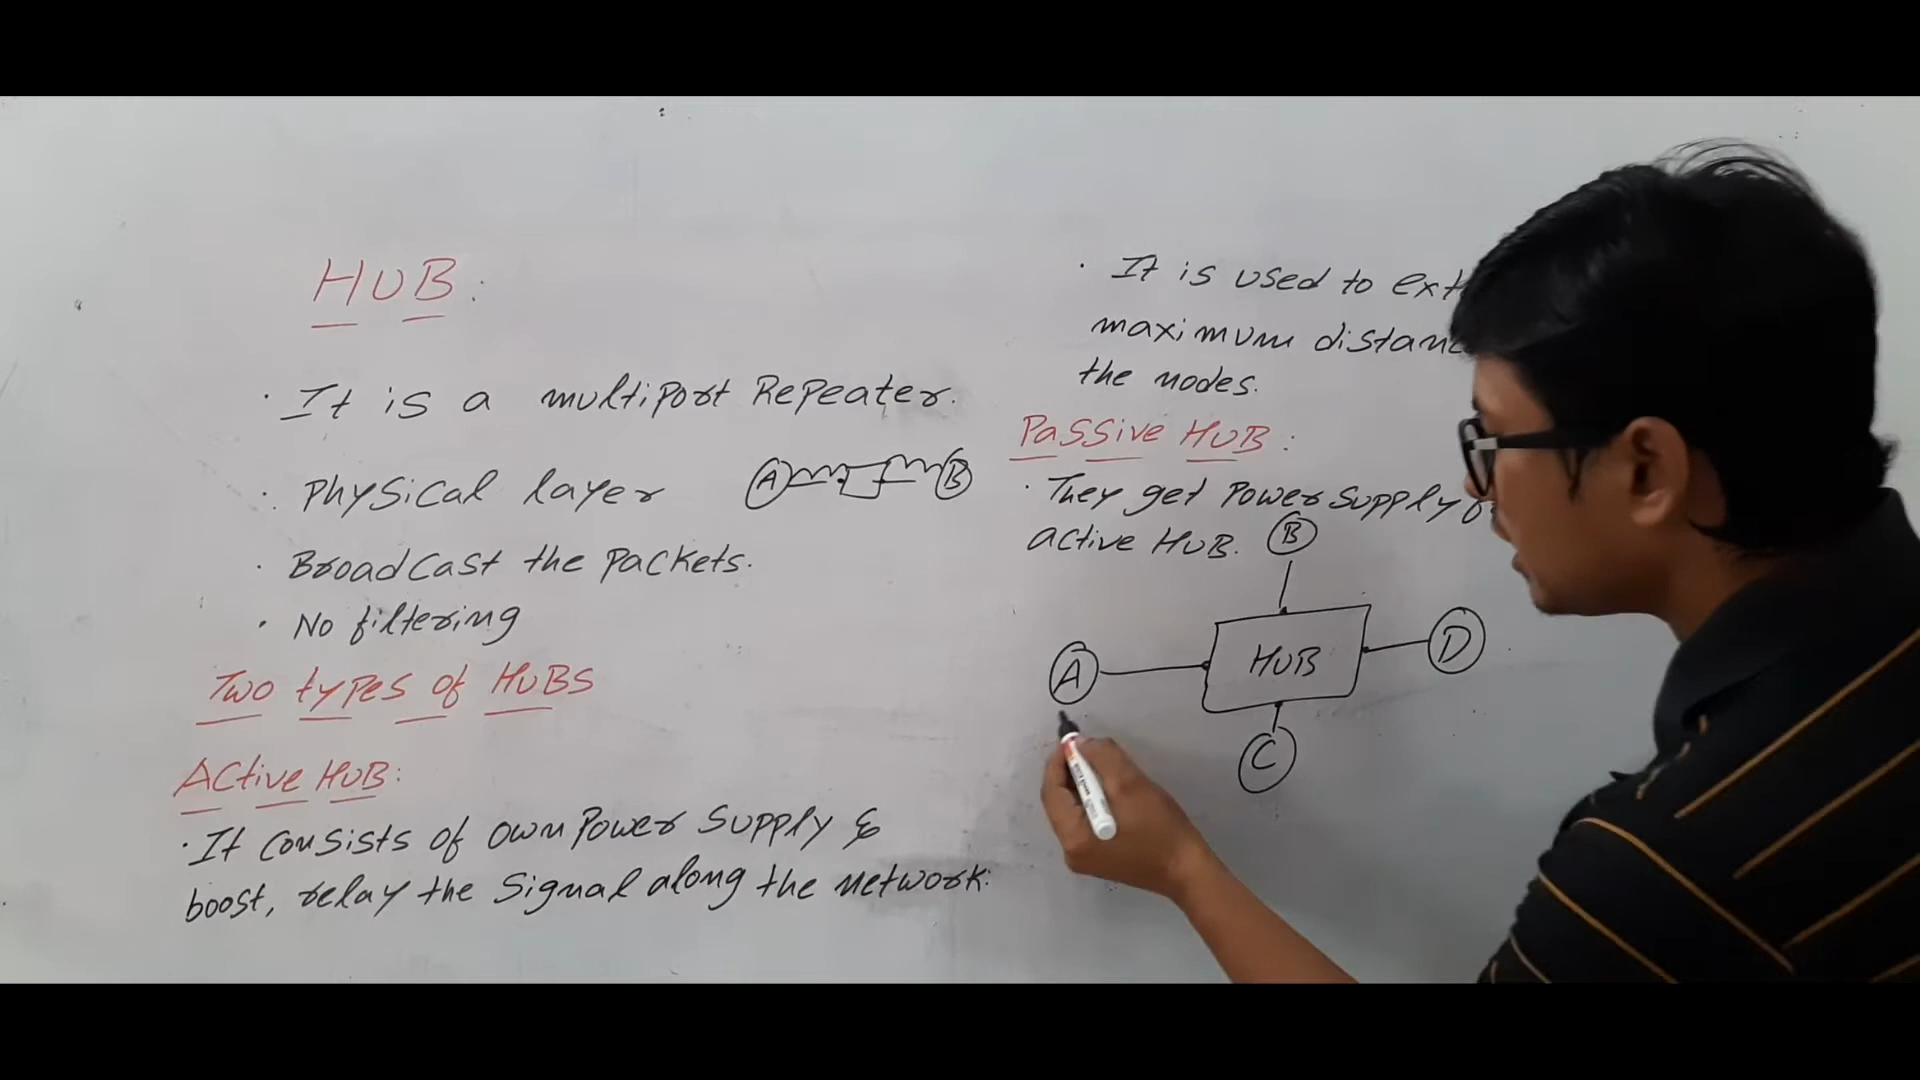 HUB:
· It is a multiport Repeater.
· Physical layer
A B
· Broadcast the Packets.
· No filtering
Two types of HUBS
Active HUB:
· It consists of own Power Supply &
boost, relay the Signal along the network.
· It is used to
maximum
the nodes.
Passive HUB:
· They get Power Supply
active HUB.
B
A HUB D
C